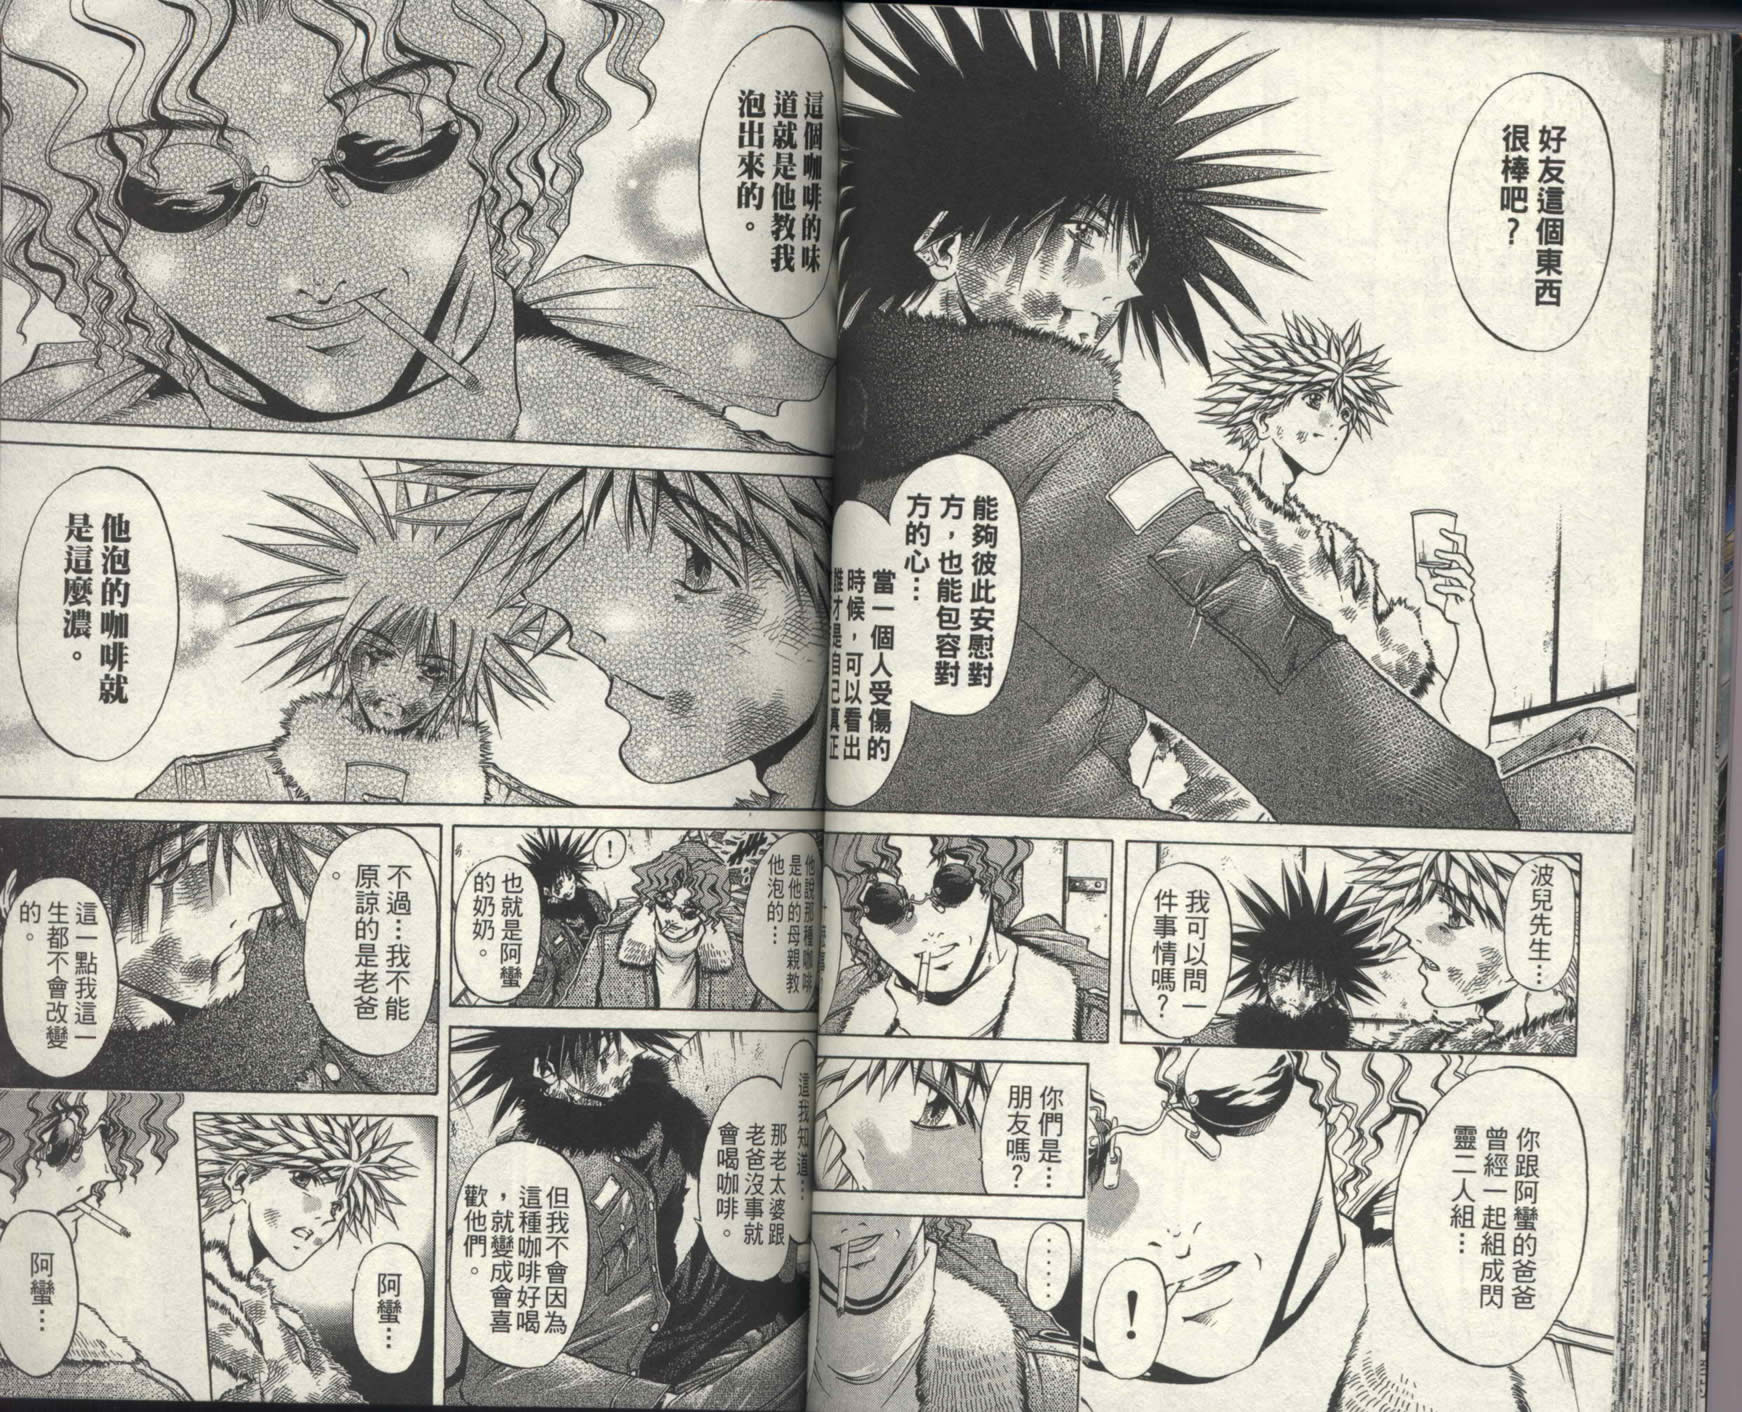 好友這個東西
很棒吧？
能夠彼此安慰對
方，也能包容對
方的心…
當一個人受傷的
時候，可以看出
誰才是自己真正
波兒先生…
我可以問一
件事情嗎？
你跟阿蠻的爸爸
曾經一起組成閃
靈二人組…
！
你們是…
朋友嗎？
……
這個咖啡的味
道就是他教我
泡出來的。
他泡的咖啡就
是這麼濃。
他說那種咖啡
是他的母親教
他泡的…
！
也就是阿蠻
的奶奶。
這我知道…
那老太婆跟
老爸沒事就
會喝咖啡。
但我不會因為
這種咖啡好喝
，就變成會喜
歡他們。
不過…我不能
原諒的是老爸
。
這一點我這一
生都不會改變
的。
阿蠻…
阿蠻…